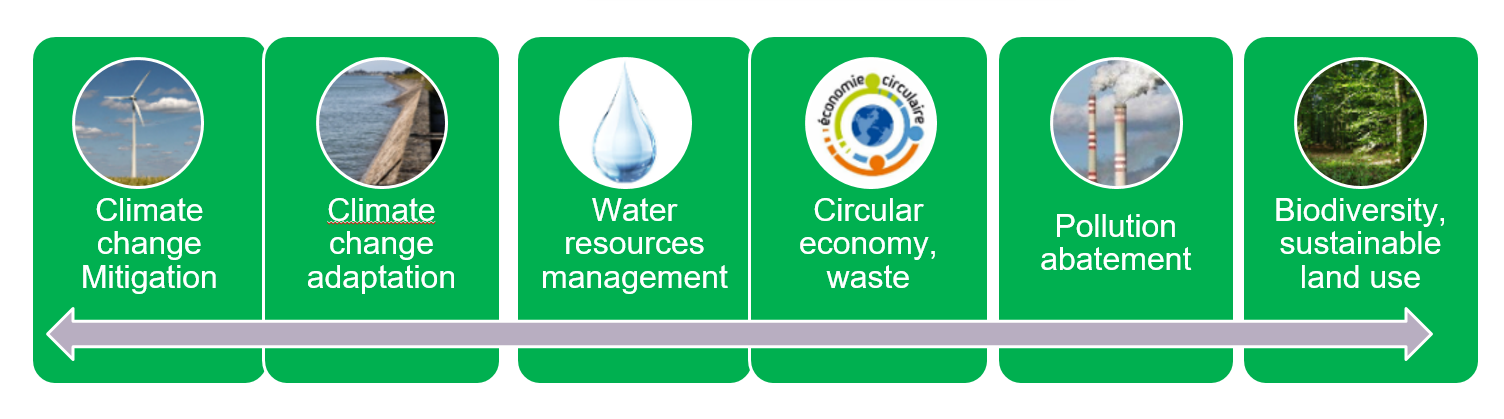 Climate
change
Mitigation
Climate
change
adaptation
Water
resources
management
économie circulaire
Circular
economy,
waste
Pollution
abatement
Biodiversity,
sustainable
land use